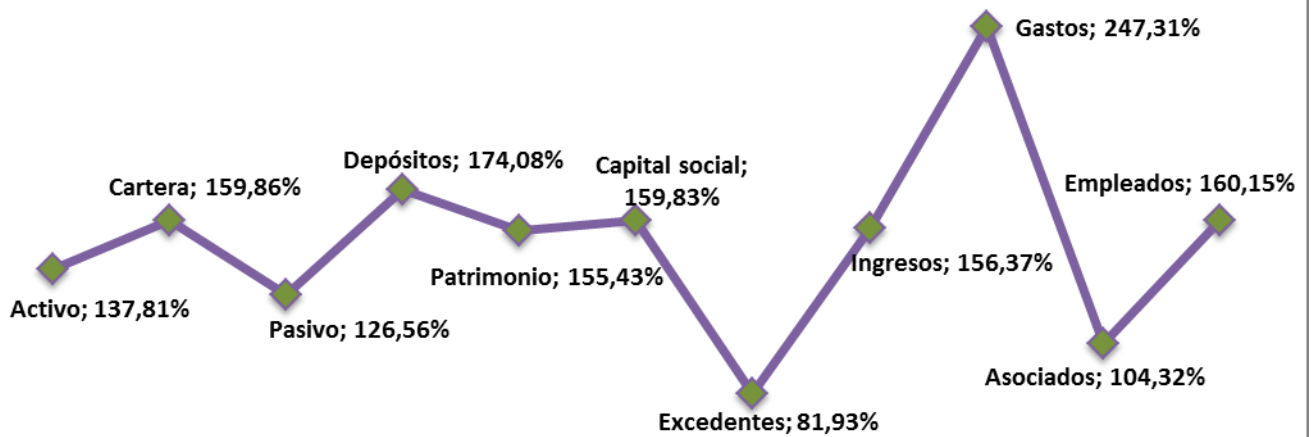 Activo; 137,81%
Cartera; 159,86%
Pasivo; 126,56%
Depósitos; 174,08%
Patrimonio; 155,43%
Capital social;
159,83%
Excedentes; 81,93%
Ingresos; 156,37%
Gastos; 247,31%
Asociados; 104,32%
Empleados; 160,15%